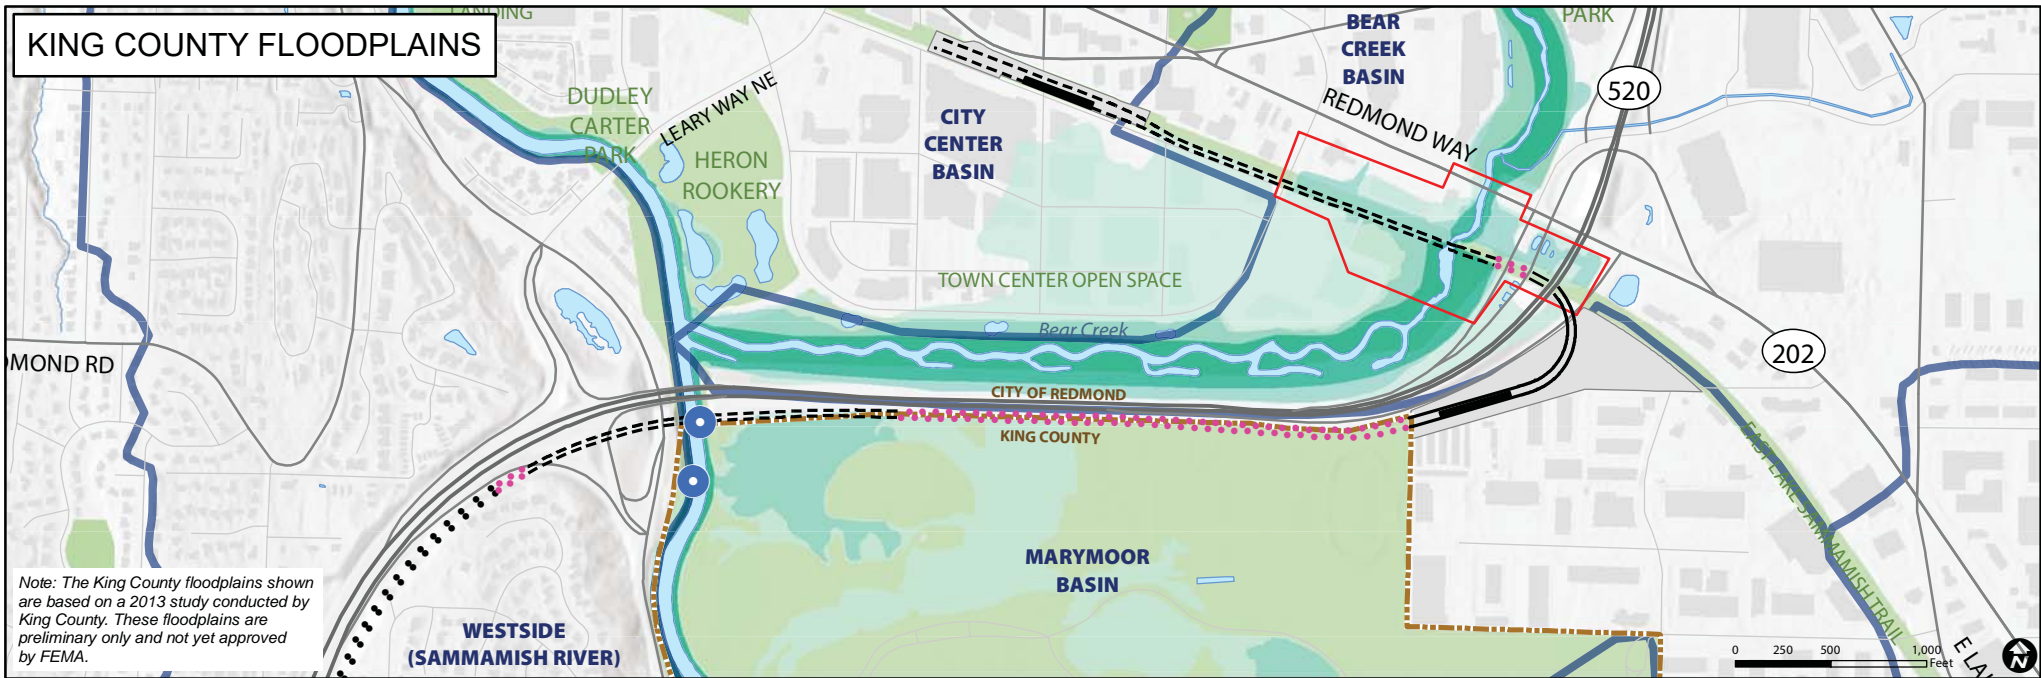 LANDING
KING COUNTY FLOODPLAINS
PARK
BEAR
CREEK
BASIN
520
DUDLEY
CARTER
PARK
LEARY WAY NE
REDMOND WAY
CITY
CENTER
BASIN
HERON
ROOKERY
TOWN CENTER OPEN SPACE
Bear Creek
202
DMOND RD
CITY OF REDMOND
KING COUNTY
EAST LAKE SAMMAMISH TRAIL
MARYMOOR
BASIN
Note: The King County floodplains shown
are based on a 2013 study conducted by
King County. These floodplains are
preliminary only and not yet approved
by FEMA.
WESTSIDE
(SAMMAMISH RIVER)
0 250 500 1,000
Feet
E LA
N